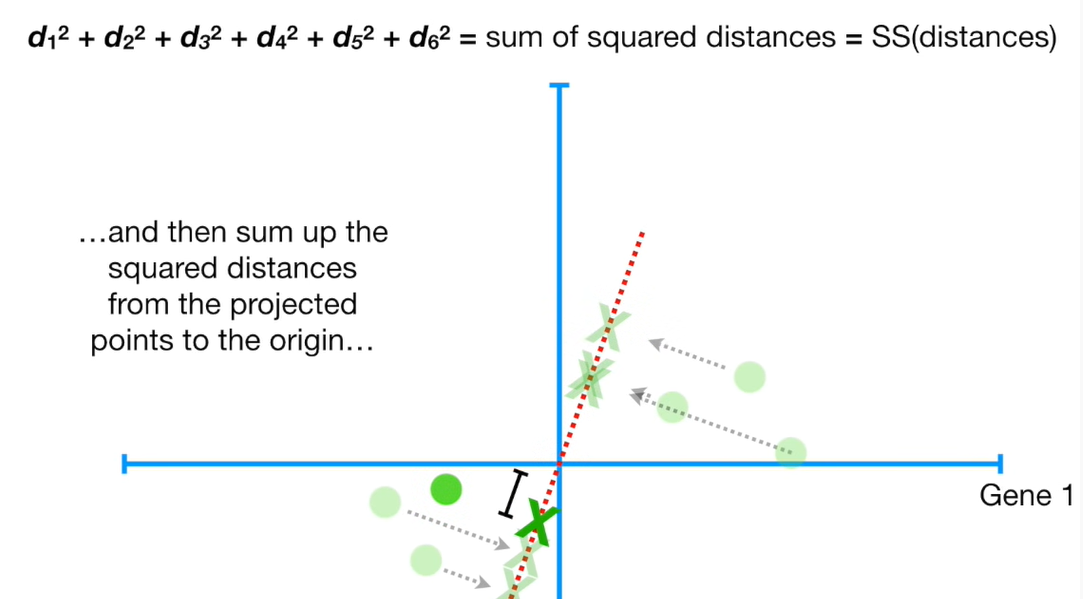 d₁² + d₂² + d₃² + d₄² + d₅² + d₆² = sum of squared distances = SS(distances)
…and then sum up the
squared distances
from the projected
points to the origin…
Gene 1